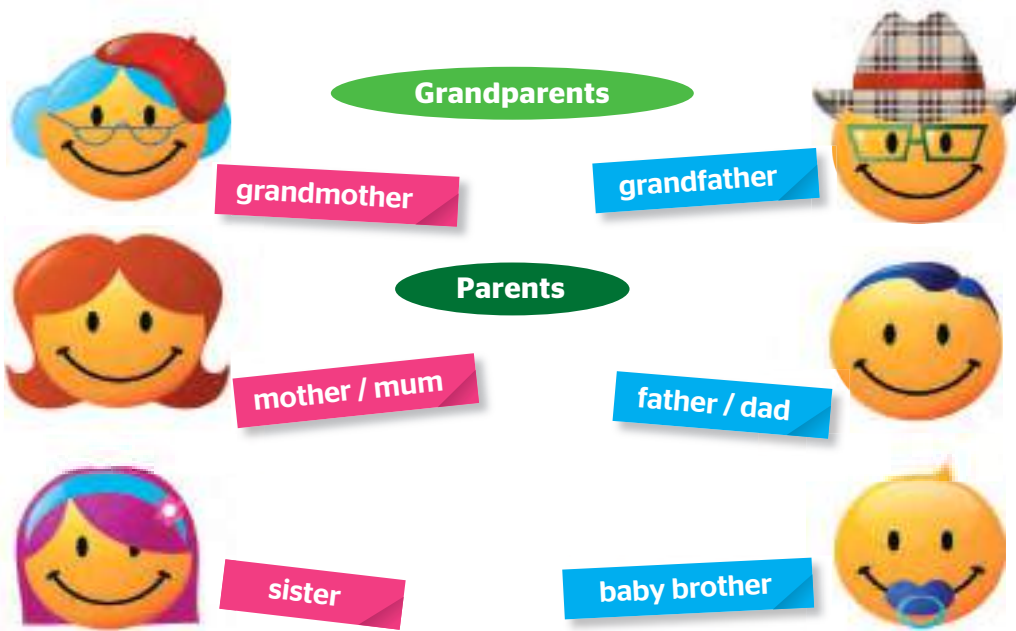 Grandparents
grandmother
grandfather
Parents
mother / mum
father / dad
sister
baby brother